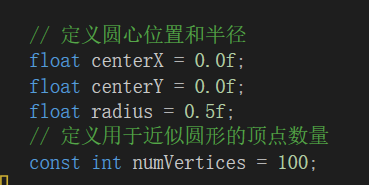 // 定义圆心位置和半径
float centerX = 0.0f;
float centerY = 0.0f;
float radius = 0.5f;
// 定义用于近似圆形的顶点数量
const int numVertices = 100;